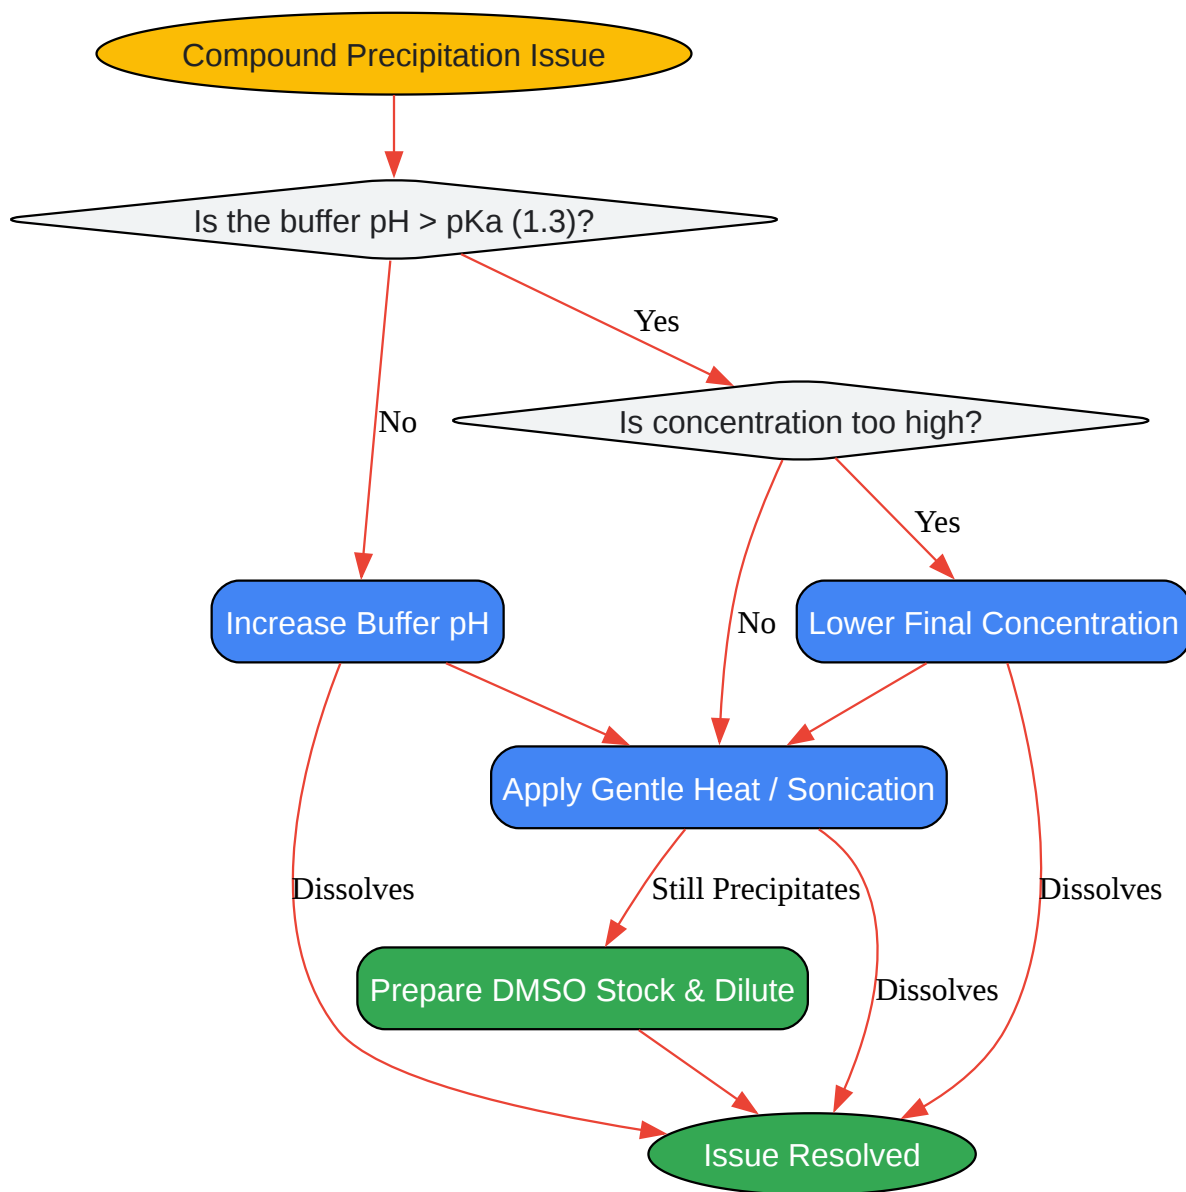 Compound Precipitation Issue
Is the buffer pH > pKa (1.3)?
Yes
No
Is concentration too high?
Yes
Increase Buffer pH
No
Lower Final Concentration
Apply Gentle Heat / Sonication
Dissolves
Still Precipitates
Dissolves
Prepare DMSO Stock & Dilute
Dissolves
Issue Resolved